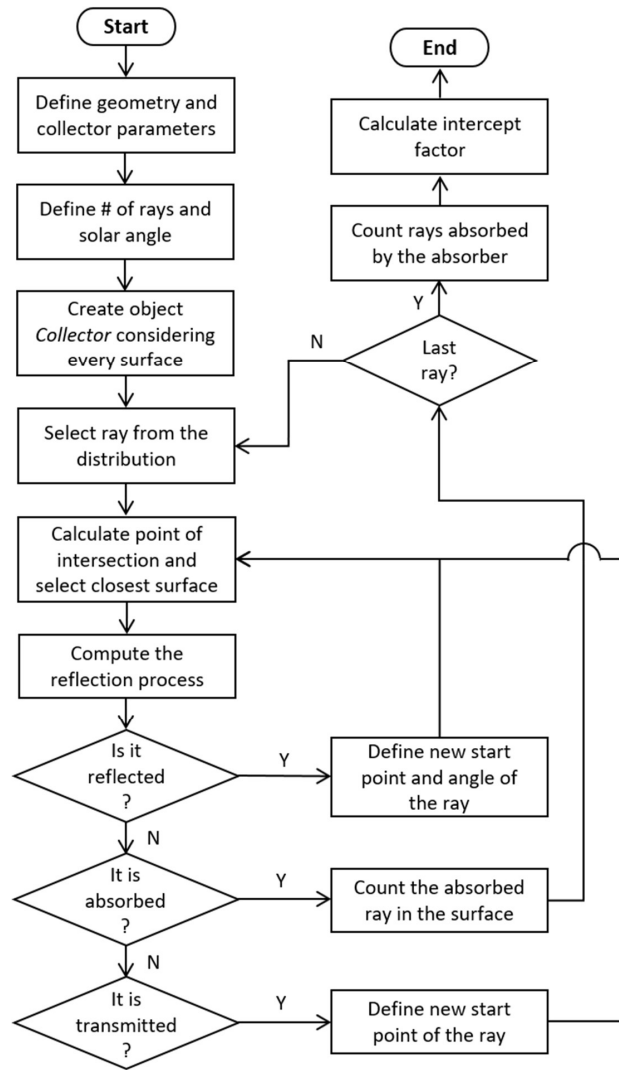 Start
Define geometry and
collector parameters
Define # of rays and
solar angle
Create object
Collector considering
every surface
Select ray from the
distribution
Calculate point of
intersection and
select closest surface
Compute the
reflection process
Is it
reflected
?
Y
Define new start
point and angle of
the ray
N
It is
absorbed
?
Y
Count the absorbed
ray in the surface
N
It is
transmitted
?
Y
Define new start
point of the ray
Last
ray?
N
Y
Count rays absorbed
by the absorber
Calculate intercept
factor
End